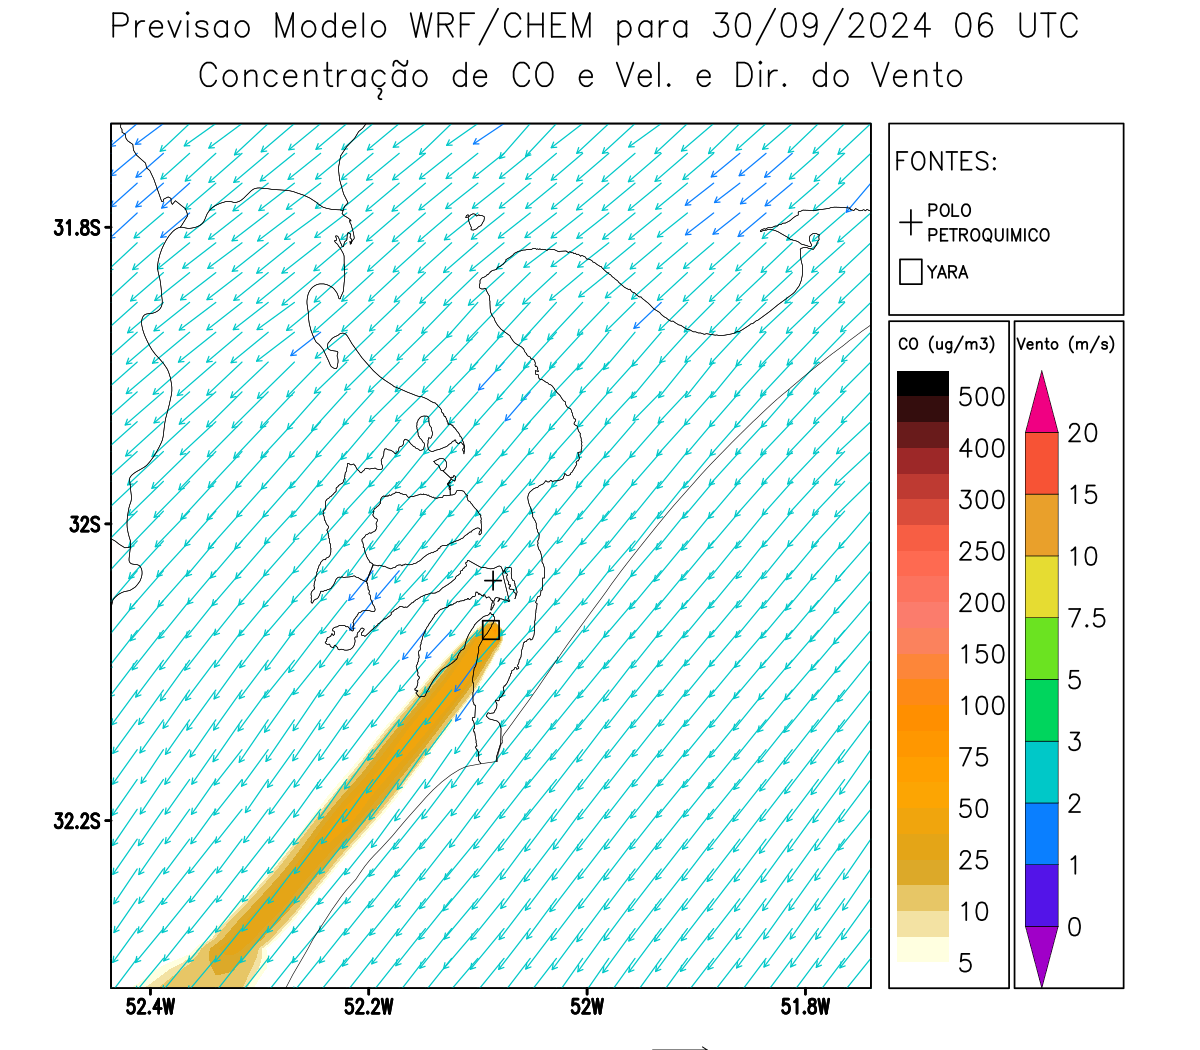 Previsao Modelo WRF/CHEM para 30/09/2024 06 UTC
Concentração de CO e Vel. e Dir. do Vento
FONTES:
POLO
PETROQUIMICO
YARA
CO (ug/m3)
500
400
300
250
200
150
100
75
50
25
10
5
Vento (m/s)
20
15
10
7.5
5
3
2
1
0
31.8S
32S
32.2S
52.4W
52.2W
52W
51.8W